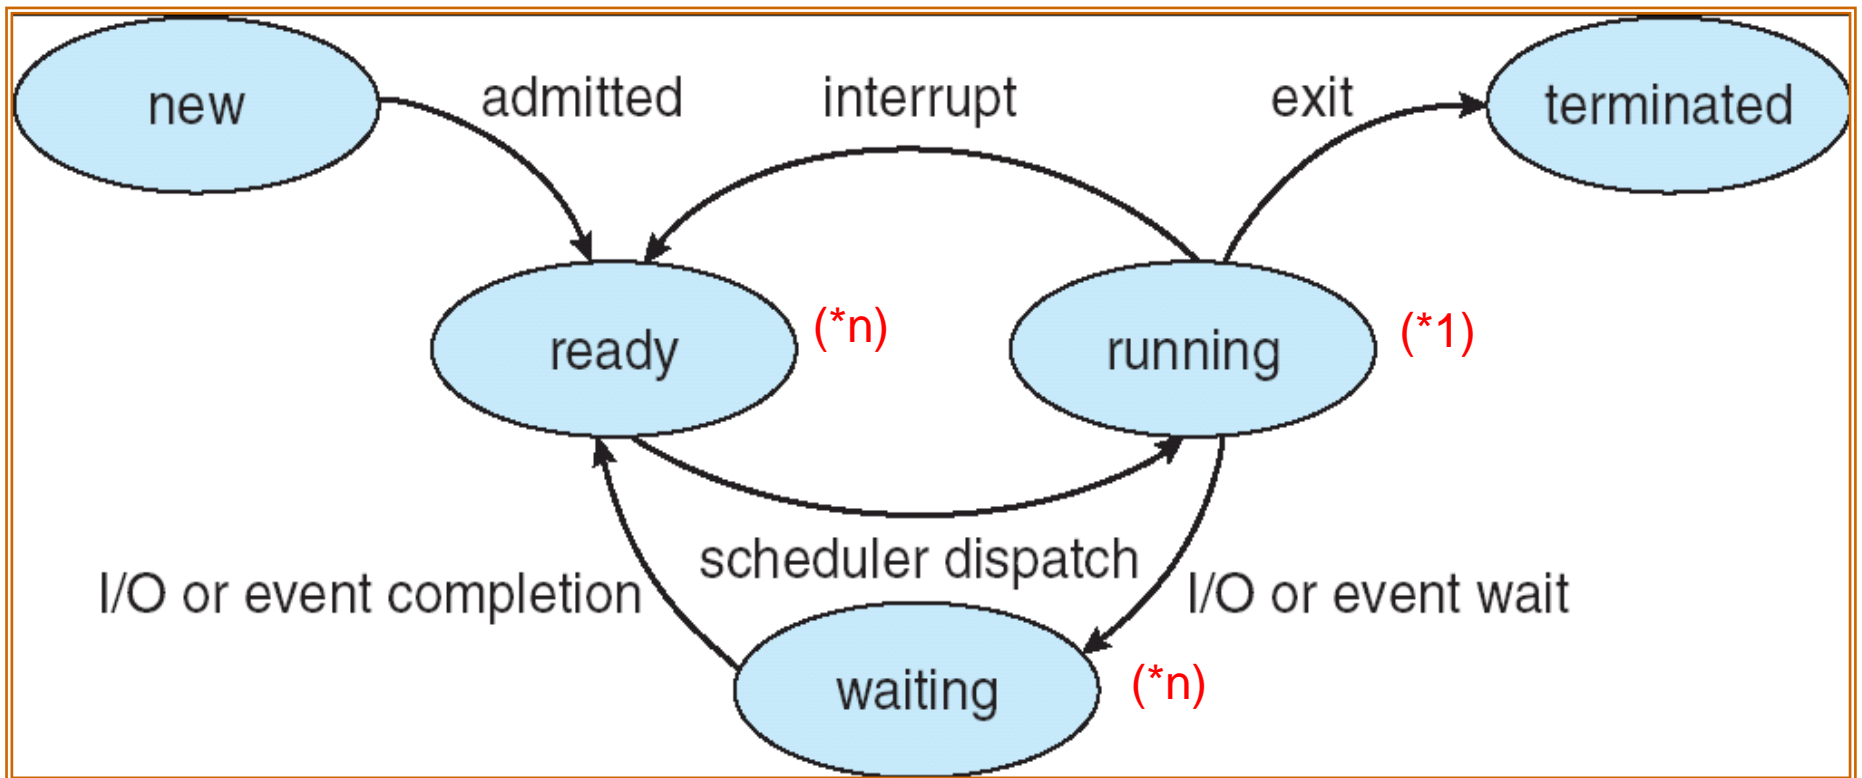 new
admitted
interrupt
exit
terminated
ready
(*n)
running
(*1)
scheduler dispatch
I/O or event completion
I/O or event wait
waiting
(*n)